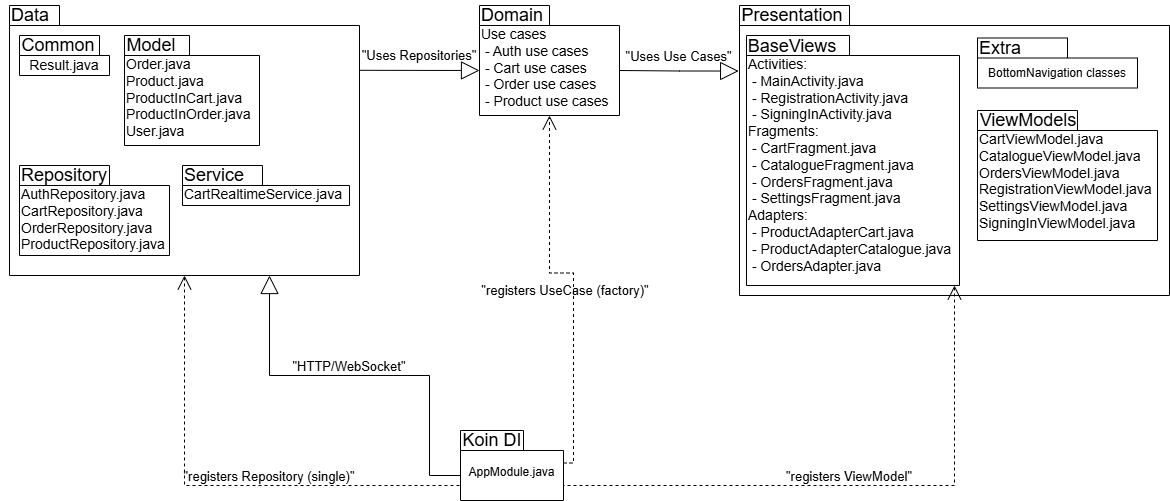 Data
Common
Result.java
Model
Order.java
Product.java
ProductInCart.java
ProductInOrder.java
User.java
Repository
AuthRepository.java
CartRepository.java
OrderRepository.java
ProductRepository.java
Service
CartRealtimeService.java
"Uses Repositories"
Domain
Use cases
- Auth use cases
- Cart use cases
- Order use cases
- Product use cases
"Uses Use Cases"
Presentation
BaseViews
Activities:
- MainActivity.java
- RegistrationActivity.java
- SigningInActivity.java
Fragments:
- CartFragment.java
- CatalogueFragment.java
- OrdersFragment.java
- SettingsFragment.java
Adapters:
- ProductAdapterCart.java
- ProductAdapterCatalogue.java
- OrdersAdapter.java
Extra
BottomNavigation classes
ViewModels
CartViewModel.java
CatalogueViewModel.java
OrdersViewModel.java
RegistrationViewModel.java
SettingsViewModel.java
SigningInViewModel.java
"registers UseCase (factory)"
"HTTP/WebSocket"
Koin DI
AppModule.java
"registers Repository (single)"
"registers ViewModel"